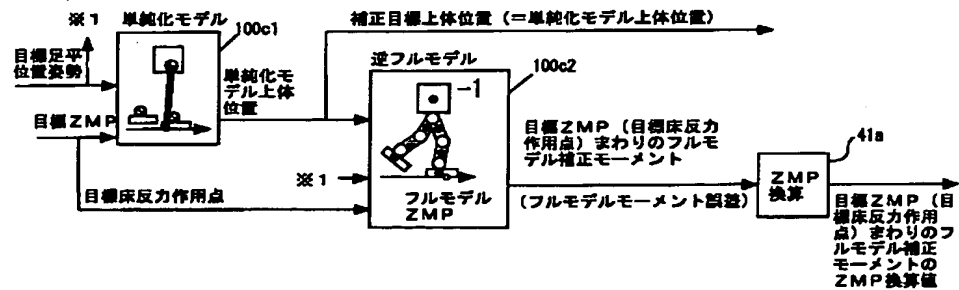 ※1
単純化モデル
100c1
補正目標上体位置（＝単純化モデル上体位置）
目標足平
位置姿勢
目標ZMP
単純化モ
デル上体
位置
逆フルモデル
100c2
-1
※1
フルモデル
ZMP
目標床反力作用点
目標ZMP（目標床反力
作用点）まわりのフルモ
デル補正モーメント
（フルモデルモーメント誤差）
41a
ZMP
換算
目標ZMP（目
標床反力作用
点）まわりのフ
ルモデル補正
モーメントの
ZMP換算値